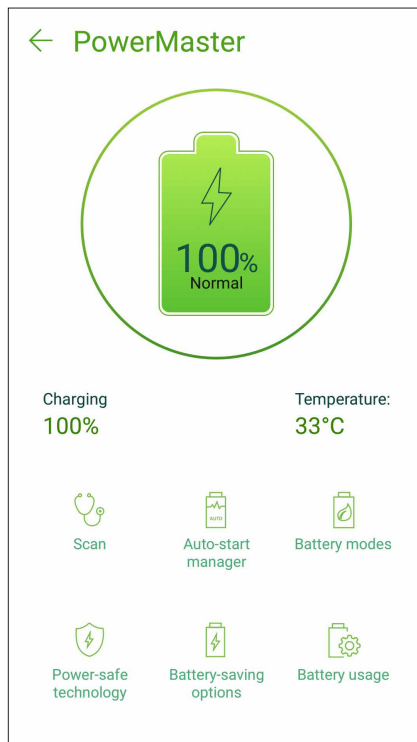 PowerMaster
100%
Normal
Charging
Temperature:
100%
33°C
Scan
Auto-start
manager
AUTO
Battery modes
Power-safe
technology
Battery-saving
options
Battery usage